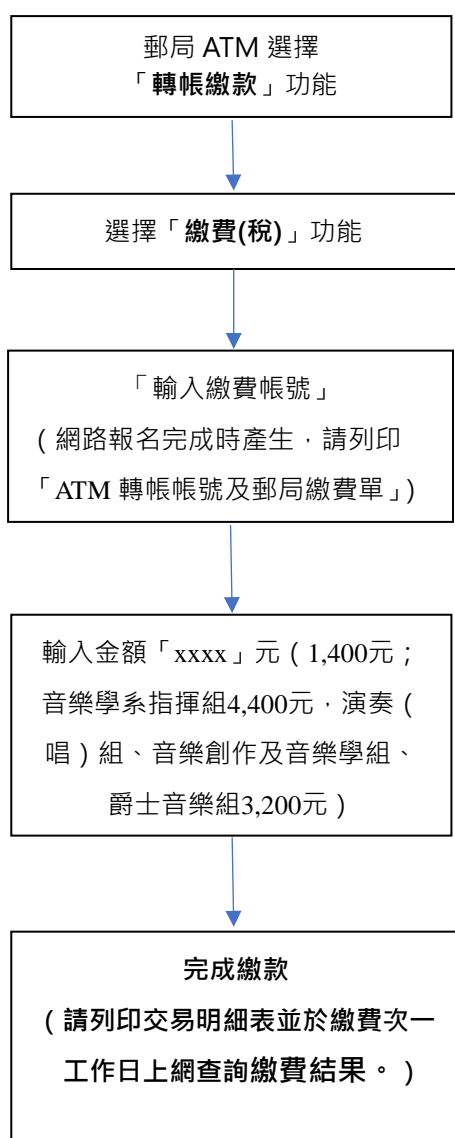 郵局 ATM 選擇
「轉帳繳款」功能
選擇「繳費(稅)」功能
「輸入繳費帳號」
(網路報名完成時產生，請列印
「ATM 轉帳帳號及郵局繳費單」)
輸入金額「xxxx」元(1,400元；
音樂學系指揮組4,400元，演奏(
唱)組、音樂創作及音樂學組、
爵士音樂組3,200元)
完成繳款
(請列印交易明細表並於繳費次一
工作日上網查詢繳費結果。)